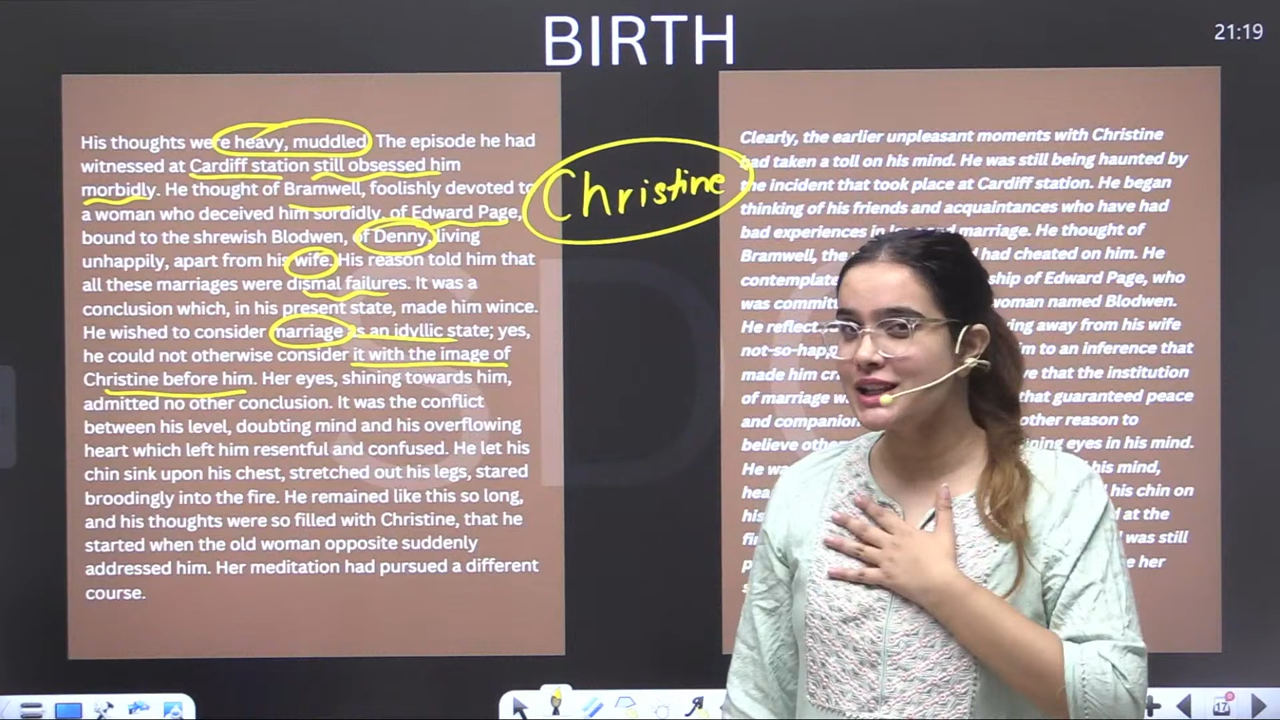 BIRTH
21:19
His thoughts were heavy, muddled. The episode he had
witnessed at Cardiff station still obsessed him
morbidly. He thought of Bramwell, foolishly devoted to
a woman who deceived him sordidly, of Edward Page,
bound to the shrewish Blodwen, of Denny, living
unhappily, apart from his wife. His reason told him that
all these marriages were dismal failures. It was a
conclusion which, in his present state, made him wince.
He wished to consider marriage as an idyllic state; yes,
he could not otherwise consider it with the image of
Christine before him. Her eyes, shining towards him,
admitted no other conclusion. It was the conflict
between his level, doubting mind and his overflowing
heart which left him resentful and confused. He let his
chin sink upon his chest, stretched out his legs, stared
broodingly into the fire. He remained like this so long,
and his thoughts were so filled with Christine, that he
started when the old woman opposite suddenly
addressed him. Her meditation had pursued a different
course.
Christine
Clearly, the earlier unpleasant moments with Christine
had taken a toll on his mind. He was still being haunted by
the incident that took place at Cardiff station. He began
thinking of his friends and acquaintances who have had
bad experiences in love and marriage. He thought of
Bramwell, the had cheated on him. He
ship of Edward Page, who
was woman named Blodwen.
He away from his wife
him to an inference that
made him that the institution
of marriage that guaranteed peace
and other reason to
believe eyes in his mind.
He his mind,
his chin on
his at the
was still
her
17